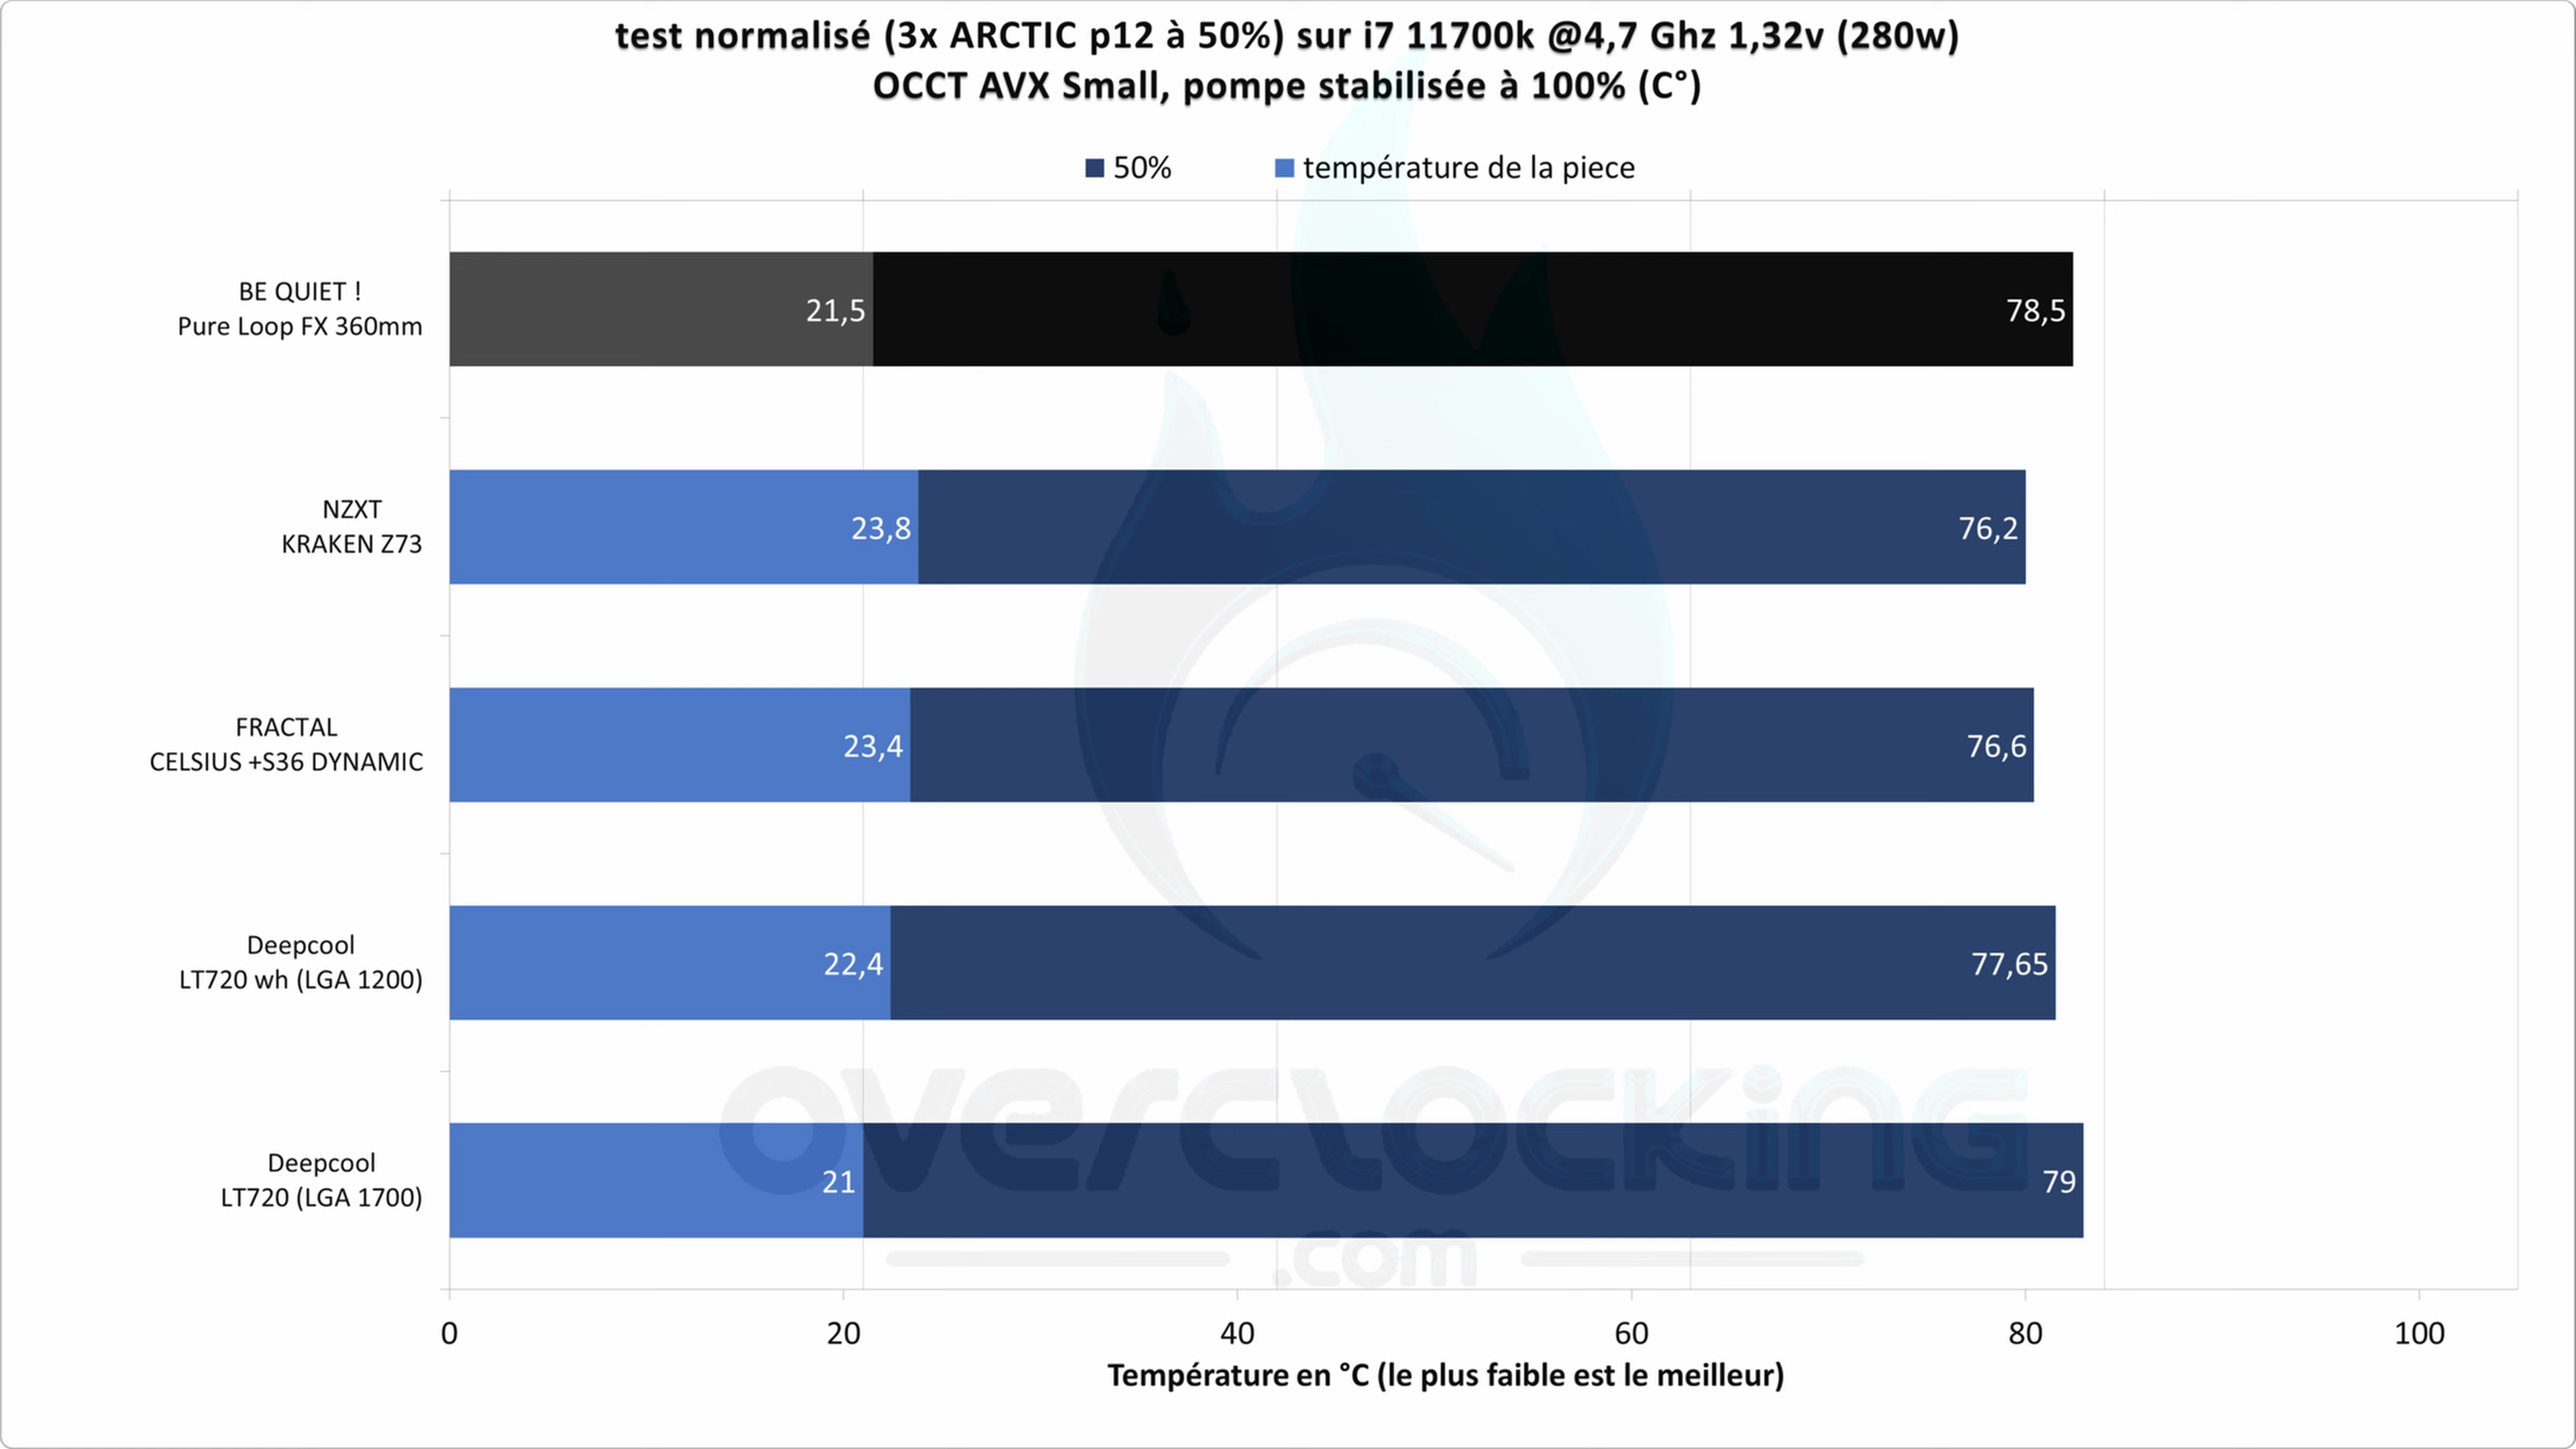 test normalisé (3x ARCTIC p12 à 50%) sur i7 11700k @4,7 Ghz 1,32v (280w)
OCCT AVX Small, pompe stabilisée à 100% (C°)
50% température de la piece
BE QUIET !
Pure Loop FX 360mm
21,5 78,5
NZXT
KRAKEN Z73
23,8 76,2
FRACTAL
CELSIUS +S36 DYNAMIC
23,4 76,6
Deepcool
LT720 wh (LGA 1200)
22,4 77,65
OVERCLOCKING
Deepcool
LT720 (LGA 1700)
21 79
.com
0 20 40 60 80 100
Température en °C (le plus faible est le meilleur)